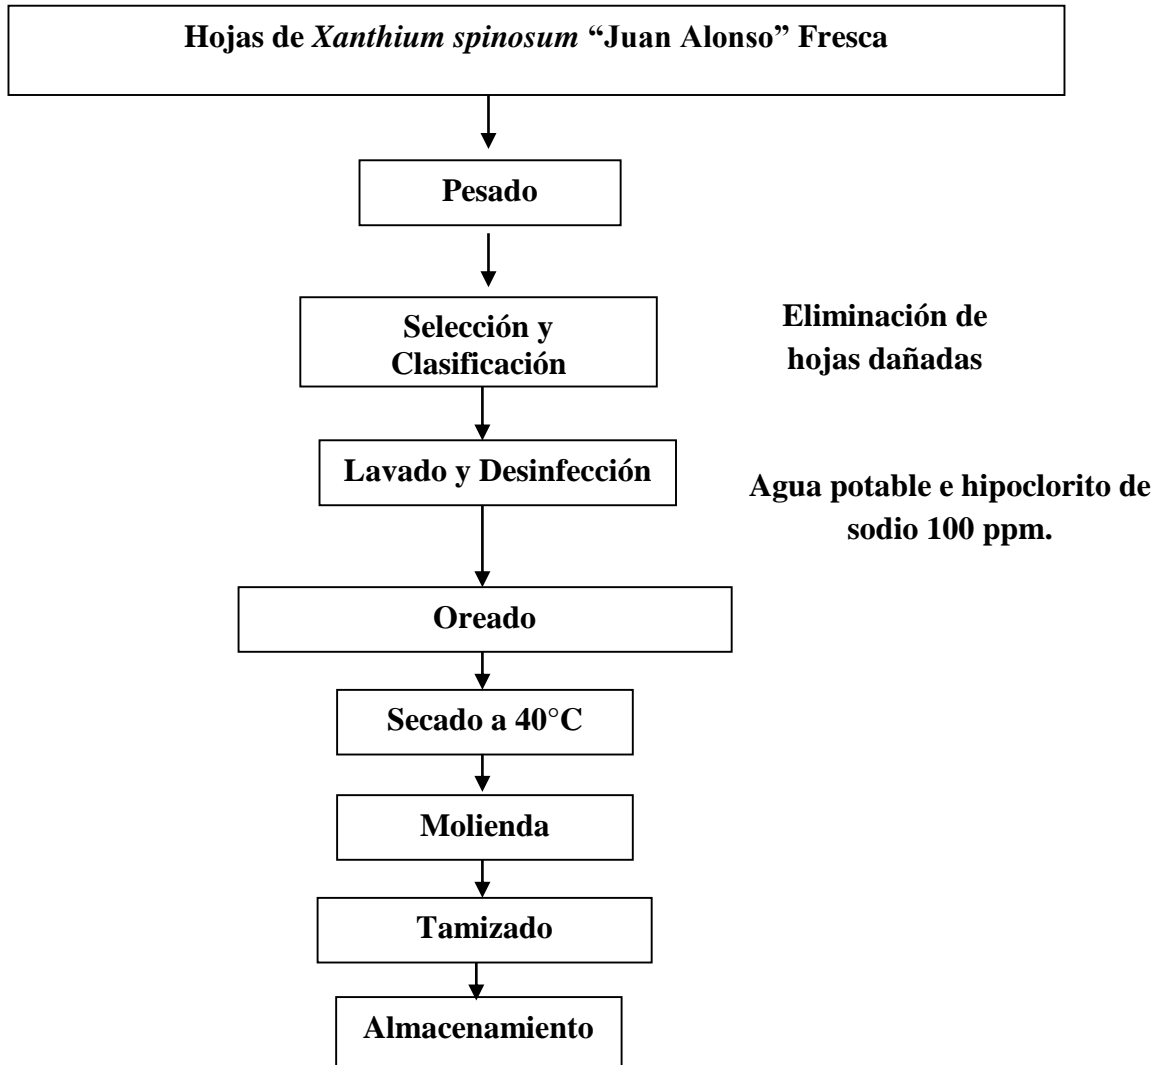 Hojas de Xanthium spinosum “Juan Alonso” Fresca
Pesado
Selección y
Clasificación
Eliminación de
hojas dañadas
Lavado y Desinfección
Agua potable e hipoclorito de
sodio 100 ppm.
Oreado
Secado a 40°C
Molienda
Tamizado
Almacenamiento